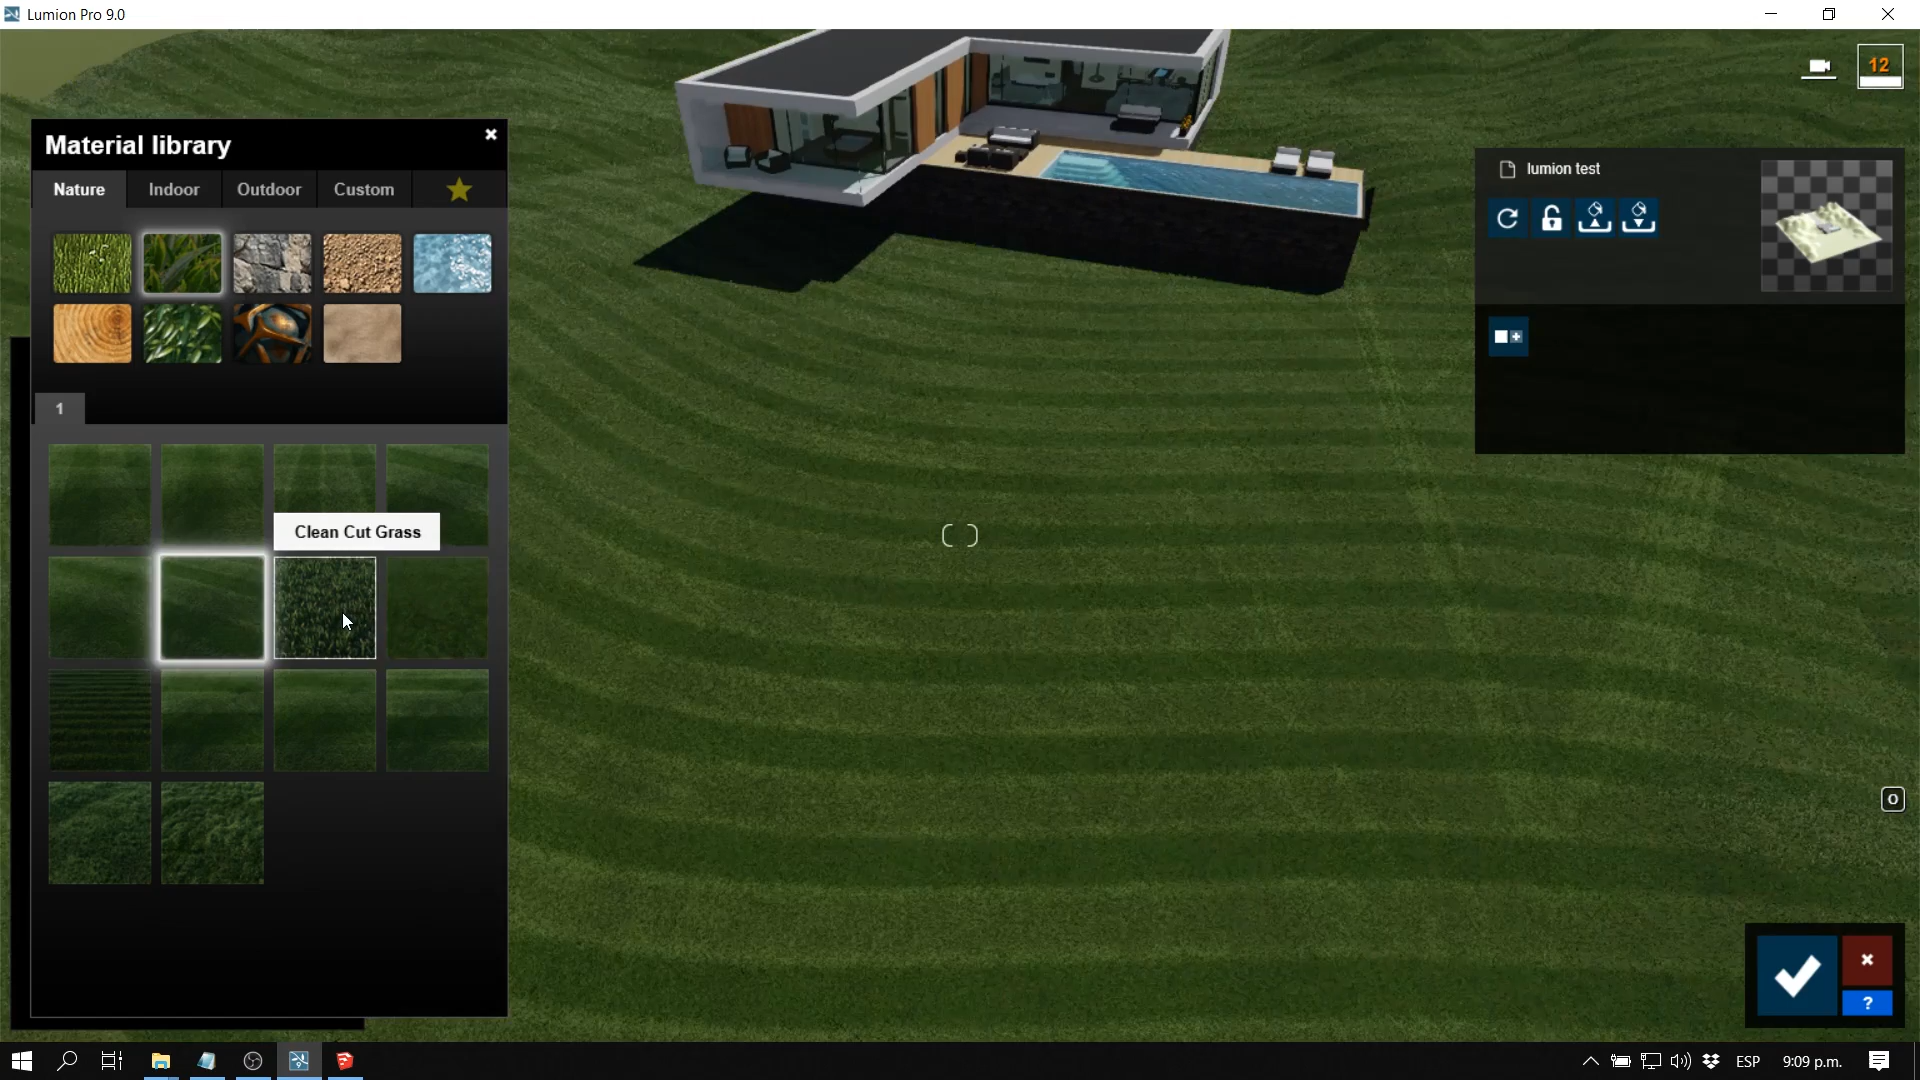 Lumion Pro 9.0
12
Material library
Nature
Indoor
Outdoor
Custom
1
Clean Cut Grass
lumion test
O
?
9
ESP
9:09 p.m.